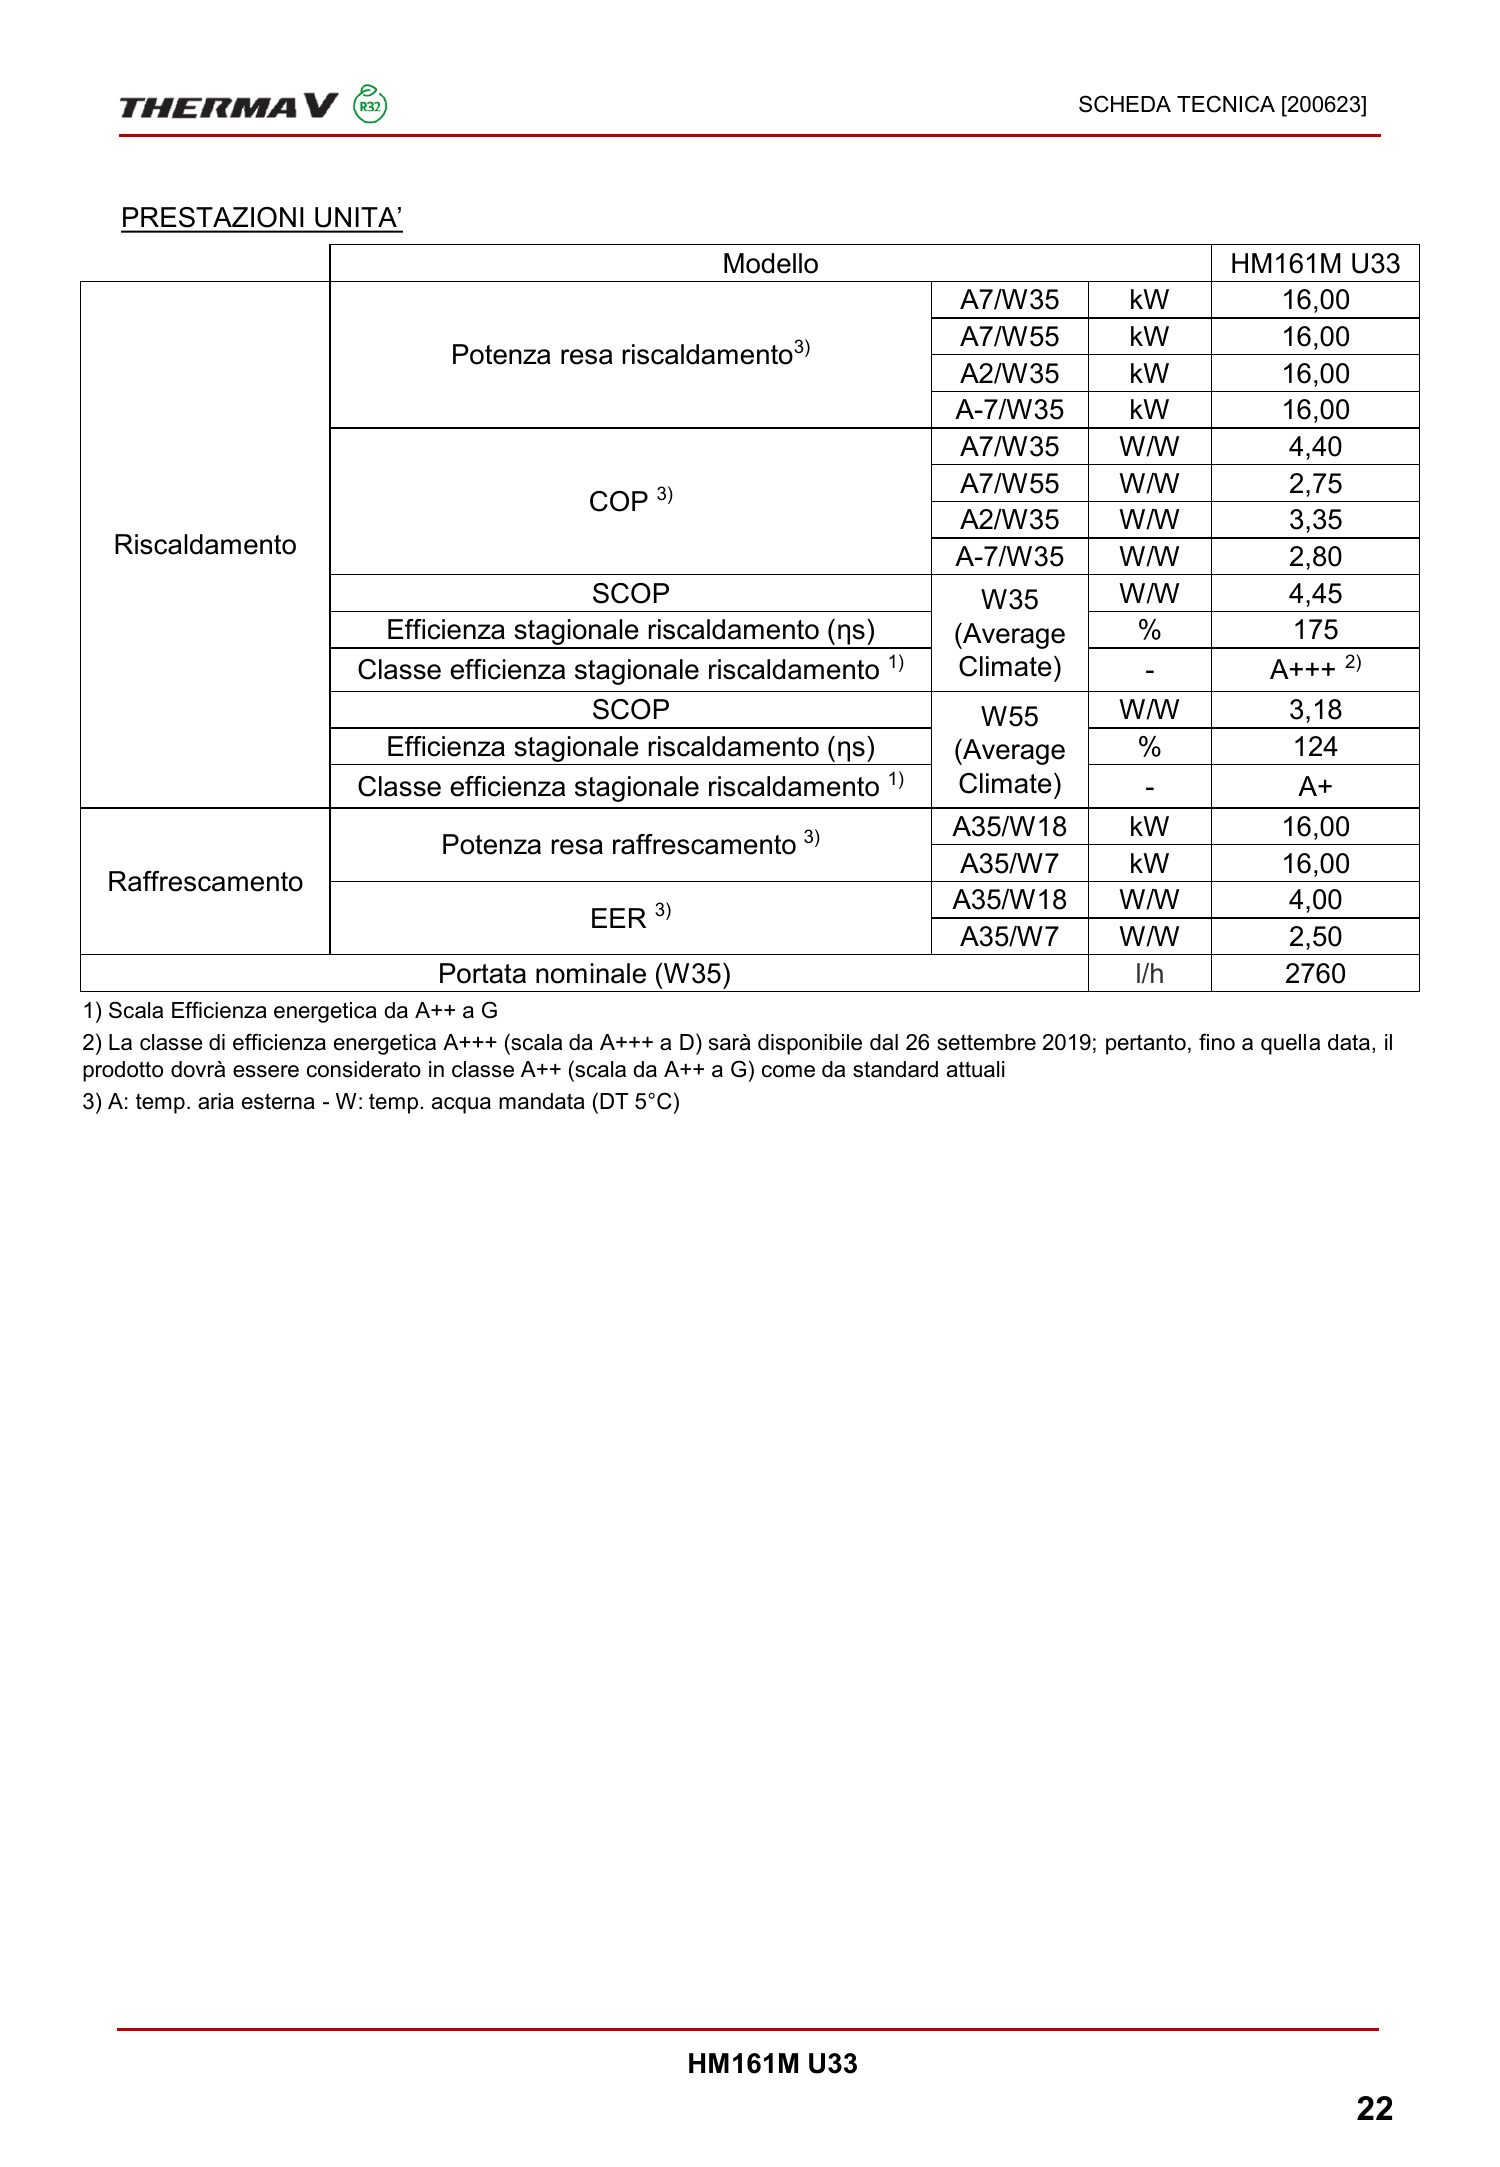 THERMA V R32
SCHEDA TECNICA [200623]
PRESTAZIONI UNITA’
Modello HM161M U33
Riscaldamento
Potenza resa riscaldamento3)
A7/W35 kW 16,00
A7/W55 kW 16,00
A2/W35 kW 16,00
A-7/W35 kW 16,00
COP 3)
A7/W35 W/W 4,40
A7/W55 W/W 2,75
A2/W35 W/W 3,35
A-7/W35 W/W 2,80
W35
(Average
Climate)
SCOP W/W 4,45
Efficienza stagionale riscaldamento (ηs) % 175
Classe efficienza stagionale riscaldamento 1) - A+++ 2)
W55
(Average
Climate)
SCOP W/W 3,18
Efficienza stagionale riscaldamento (ηs) % 124
Classe efficienza stagionale riscaldamento 1) - A+
Raffrescamento
Potenza resa raffrescamento 3)
A35/W18 kW 16,00
A35/W7 kW 16,00
EER 3)
A35/W18 W/W 4,00
A35/W7 W/W 2,50
Portata nominale (W35) l/h 2760
1) Scala Efficienza energetica da A++ a G
2) La classe di efficienza energetica A+++ (scala da A+++ a D) sarà disponibile dal 26 settembre 2019; pertanto, fino a quella data, il
prodotto dovrà essere considerato in classe A++ (scala da A++ a G) come da standard attuali
3) A: temp. aria esterna - W: temp. acqua mandata (DT 5°C)
HM161M U33
22